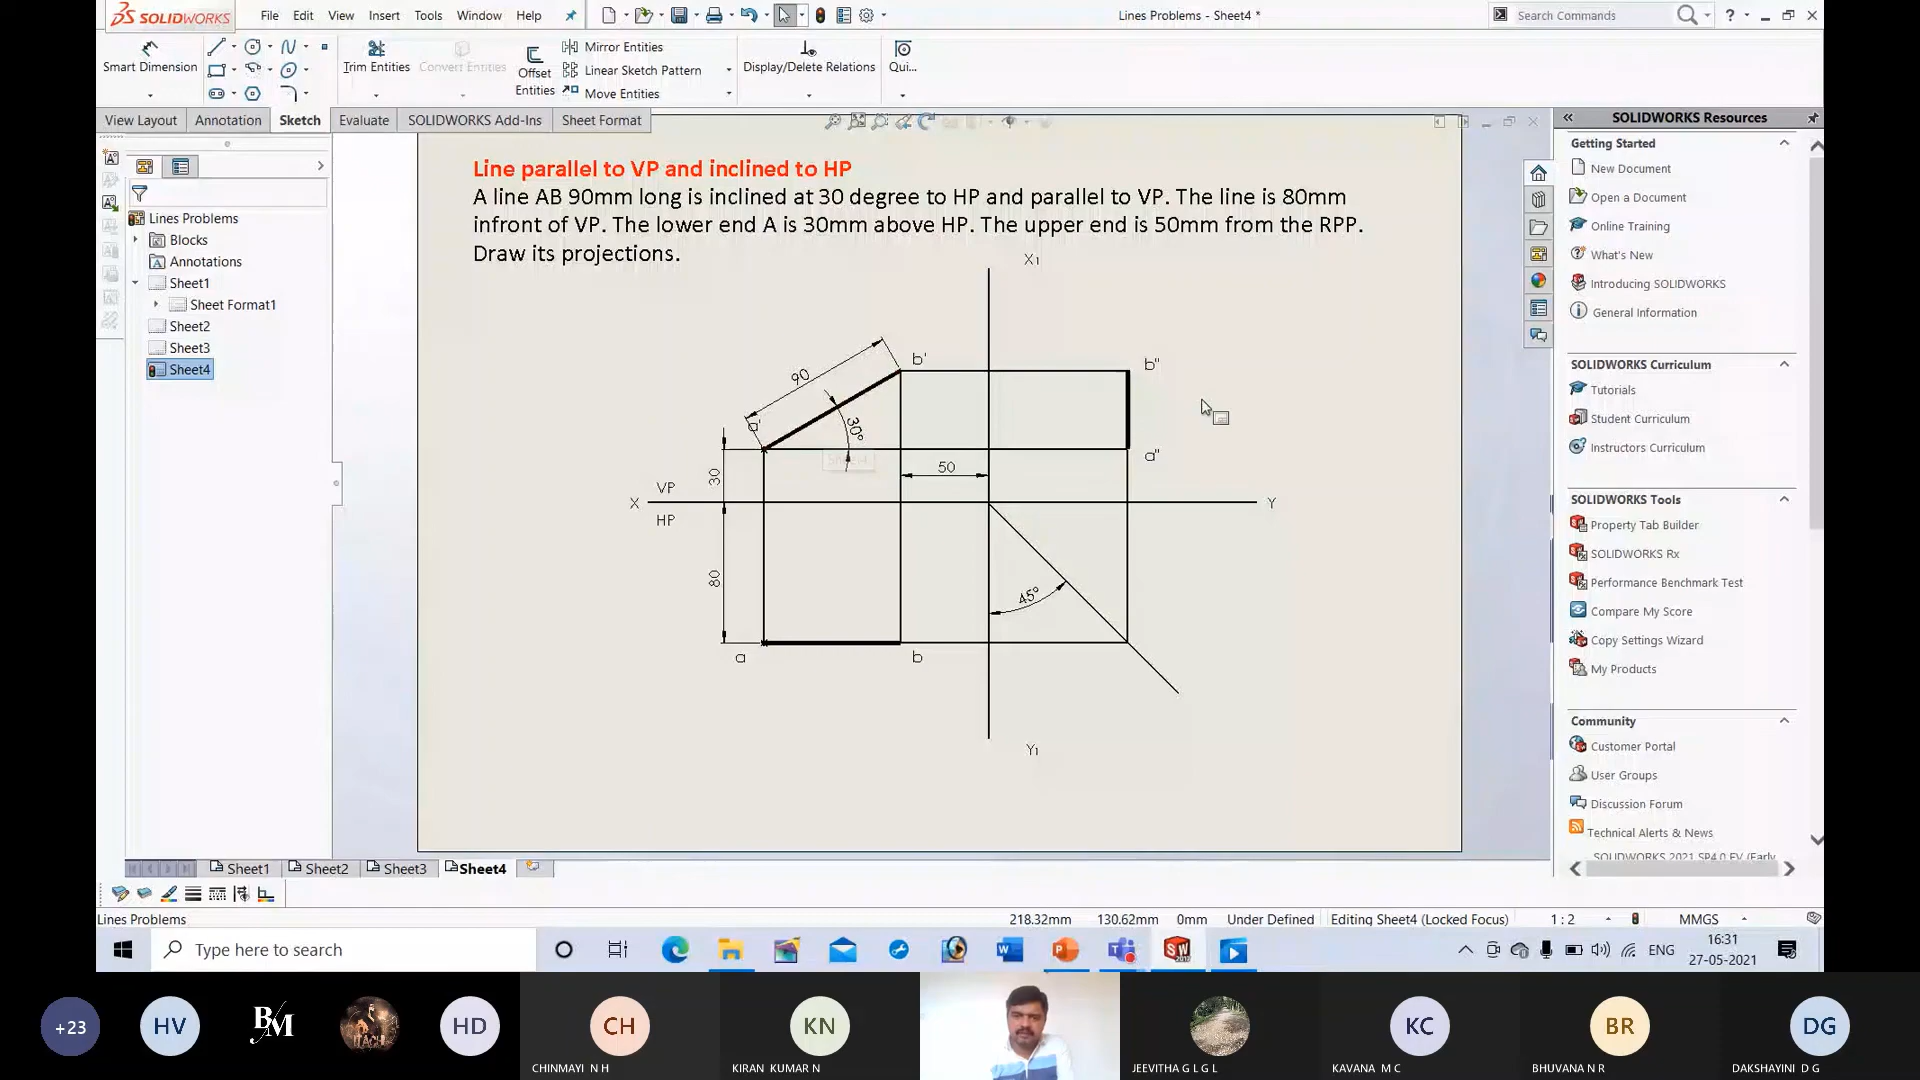 SOLIDWORKS File Edit View Insert Tools Window Help Lines Problems - Sheet4 * Search Commands
Smart Dimension
Trim Entities
Convert Entities
Offset Entities
Mirror Entities
Linear Sketch Pattern
Move Entities
Display/Delete Relations
Qui...
View Layout Annotation Sketch Evaluate SOLIDWORKS Add-Ins Sheet Format
Lines Problems
Blocks
Annotations
Sheet1
Sheet Format1
Sheet2
Sheet3
Sheet4
Line parallel to VP and inclined to HP
A line AB 90mm long is inclined at 30 degree to HP and parallel to VP. The line is 80mm
infront of VP. The lower end A is 30mm above HP. The upper end is 50mm from the RPP.
Draw its projections.
X1
b'
b"
90
a'
30°
a"
50
30
VP
X
Y
HP
80
45°
a
b
Y1
SOLIDWORKS Resources
Getting Started
New Document
Open a Document
Online Training
What's New
Introducing SOLIDWORKS
General Information
SOLIDWORKS Curriculum
Tutorials
Student Curriculum
Instructors Curriculum
SOLIDWORKS Tools
Property Tab Builder
SOLIDWORKS Rx
Performance Benchmark Test
Compare My Score
Copy Settings Wizard
My Products
Community
Customer Portal
User Groups
Discussion Forum
Technical Alerts & News
SOLIDWORKS 2021 SP4.0 EV (Early
Sheet1 Sheet2 Sheet3 Sheet4
Lines Problems 218.32mm 130.62mm 0mm Under Defined Editing Sheet4 (Locked Focus) 1 : 2 MMGS
Type here to search
ENG
16:31
27-05-2021
+23
HV
BM
HD
CH
KN
KC
BR
DG
CHINMAYI N H
KIRAN KUMAR N
JEEVITHA G L G L
KAVANA M C
BHUVANA N R
DAKSHAYINI D G